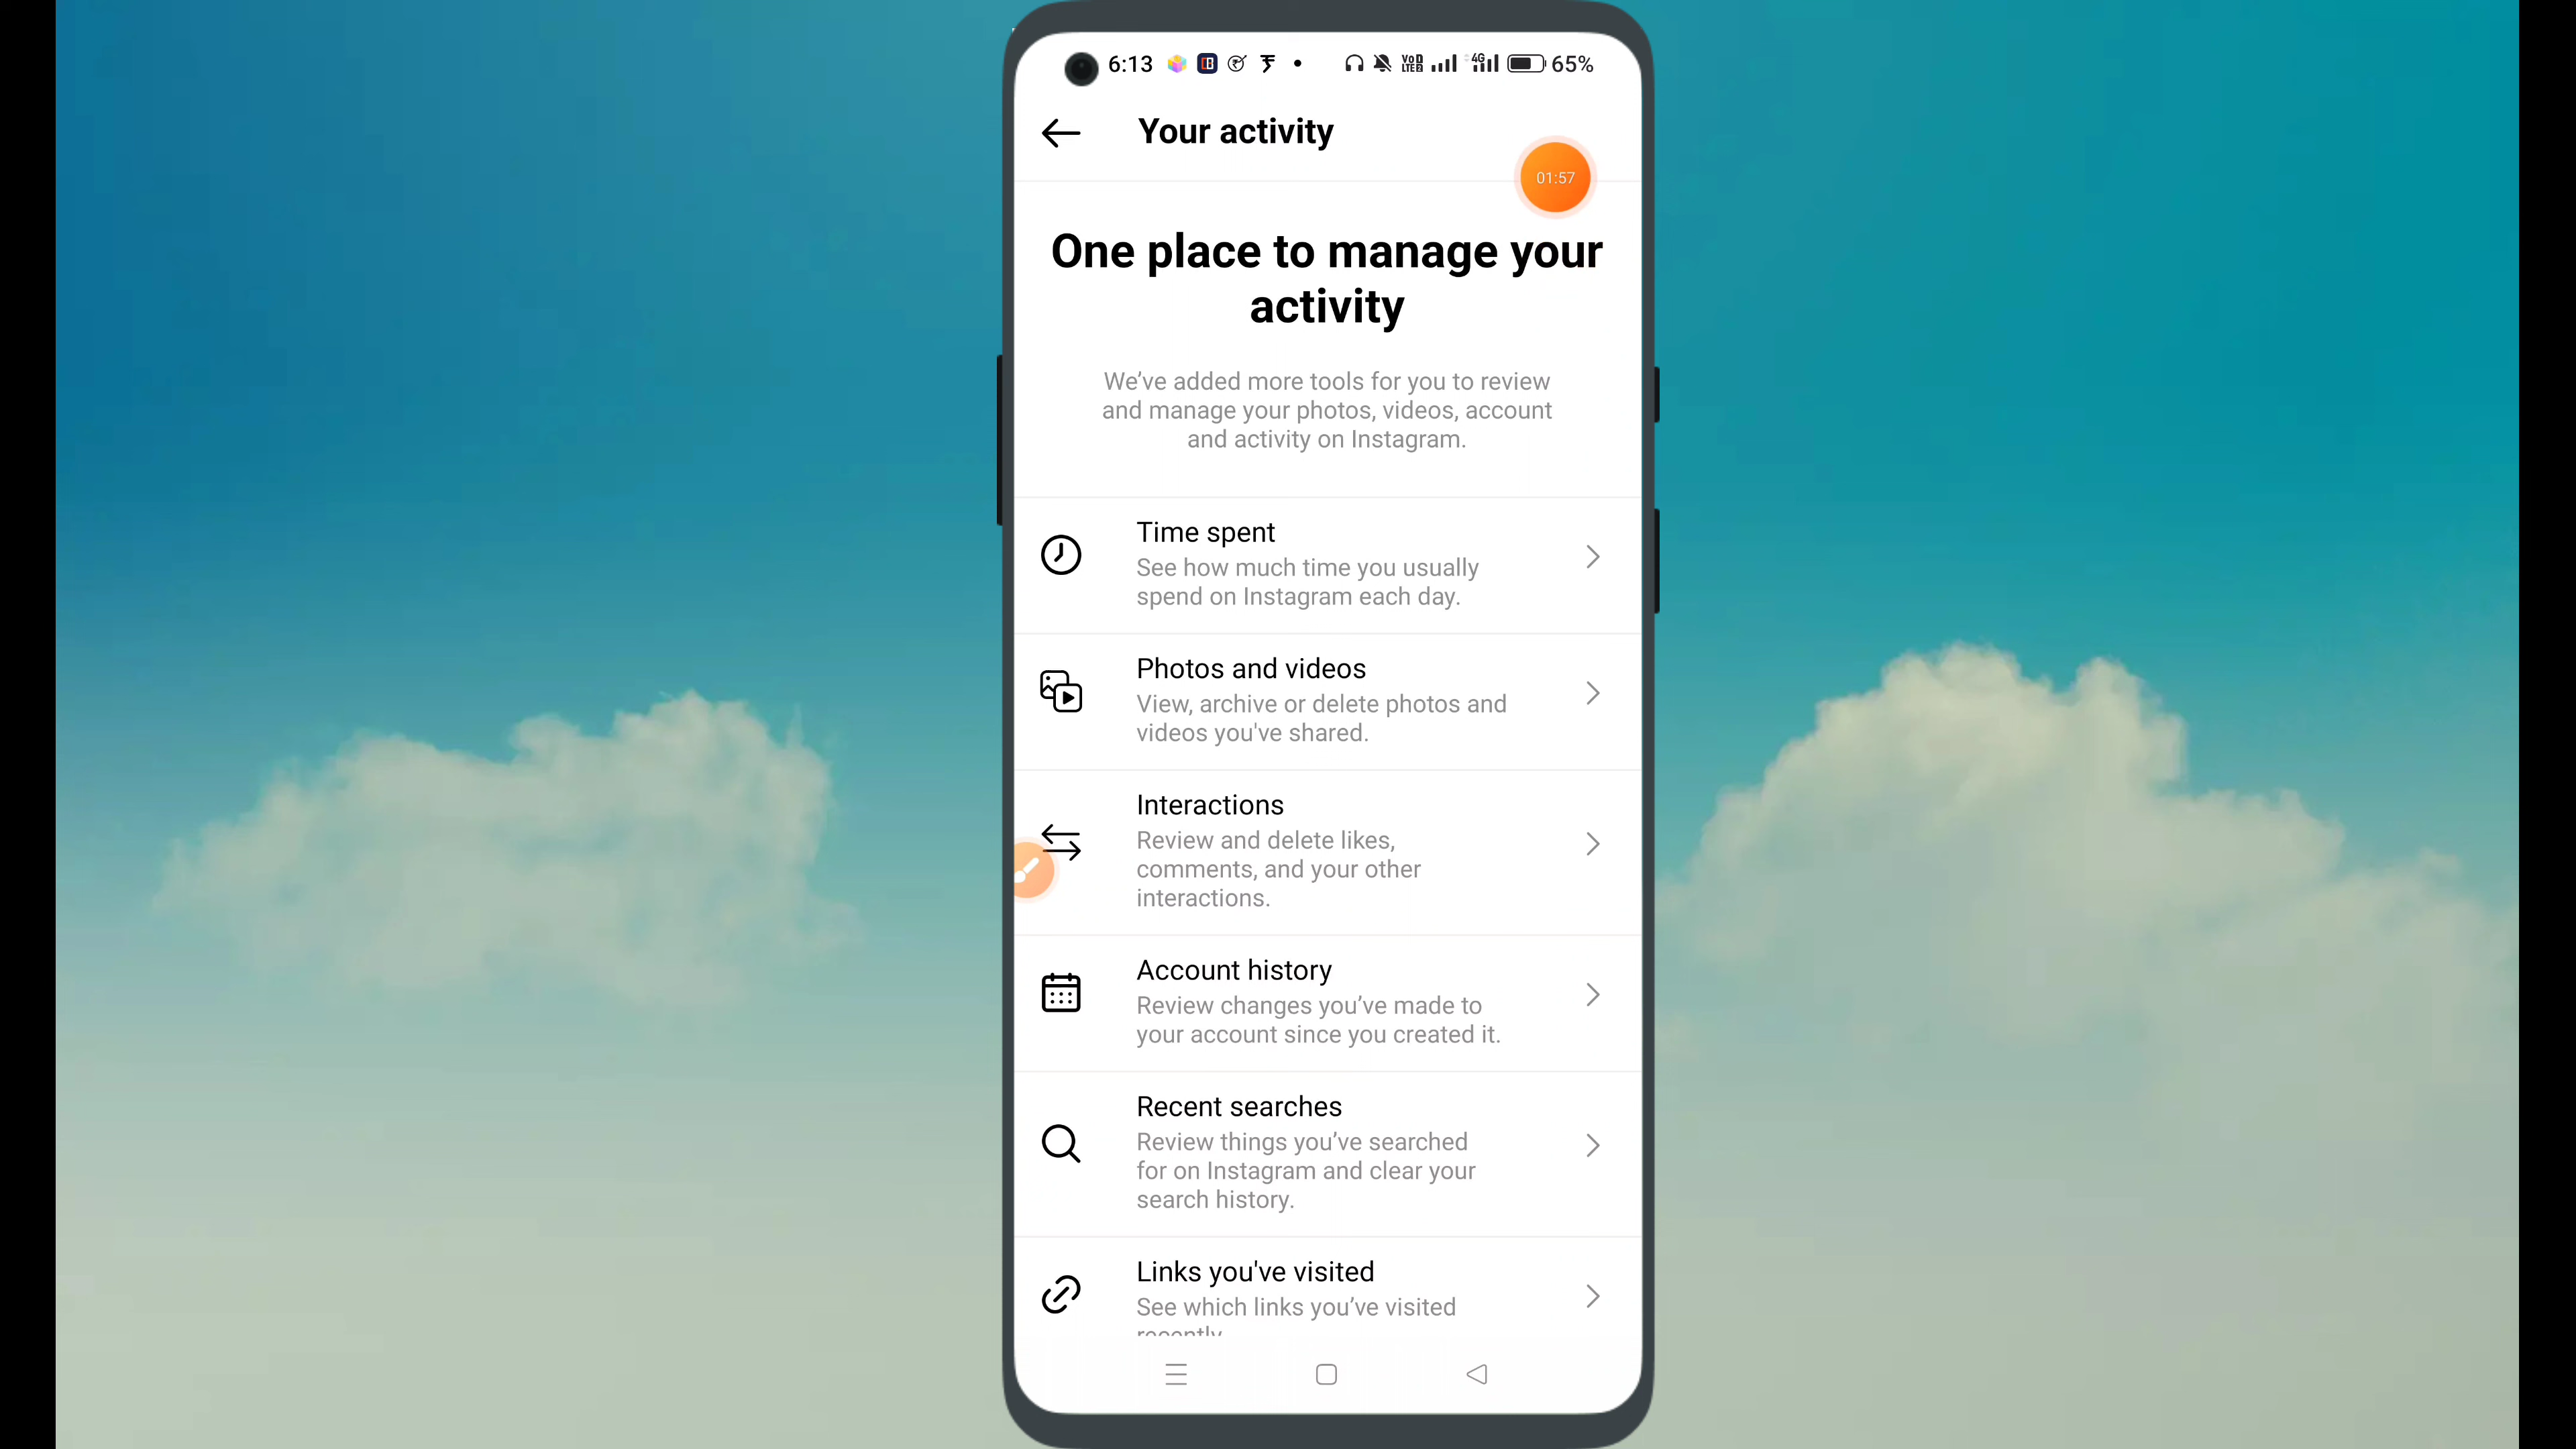 6:13
VoD LTE2
4G
65%
Your activity
01:57
One place to manage your
activity
We’ve added more tools for you to review
and manage your photos, videos, account
and activity on Instagram.
Time spent
See how much time you usually
spend on Instagram each day.
Photos and videos
View, archive or delete photos and
videos you've shared.
Interactions
Review and delete likes,
comments, and your other
interactions.
Account history
Review changes you’ve made to
your account since you created it.
Recent searches
Review things you’ve searched
for on Instagram and clear your
search history.
Links you've visited
See which links you’ve visited
recently.